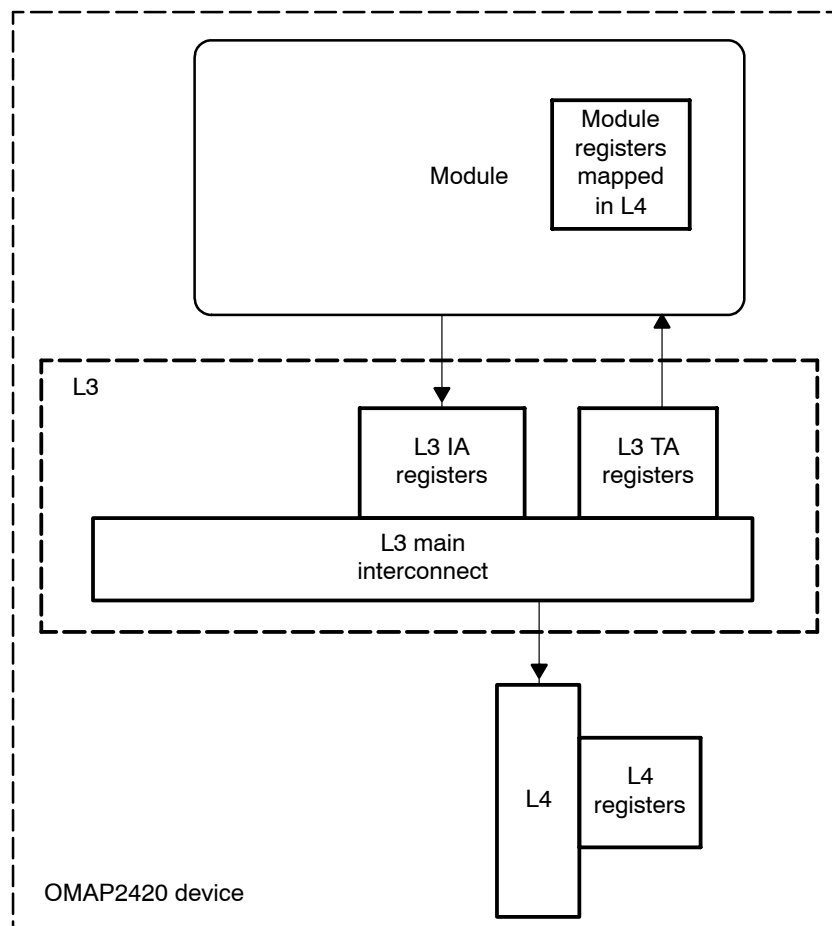 Module
Module
registers
mapped
in L4
L3
L3 IA
registers
L3 TA
registers
L3 main
interconnect
L4
L4
registers
OMAP2420 device